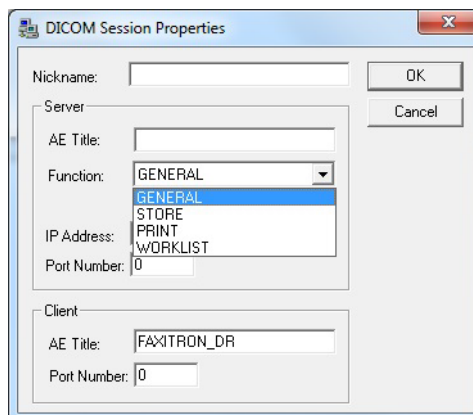 DICOM Session Properties
Nickname:
OK
Server
Cancel
AE Title:
Function: GENERAL
GENERAL
STORE
PRINT
IP Address:
WORKLIST
Port Number: 0
Client
AE Title: FAXITRON_DR
Port Number: 0